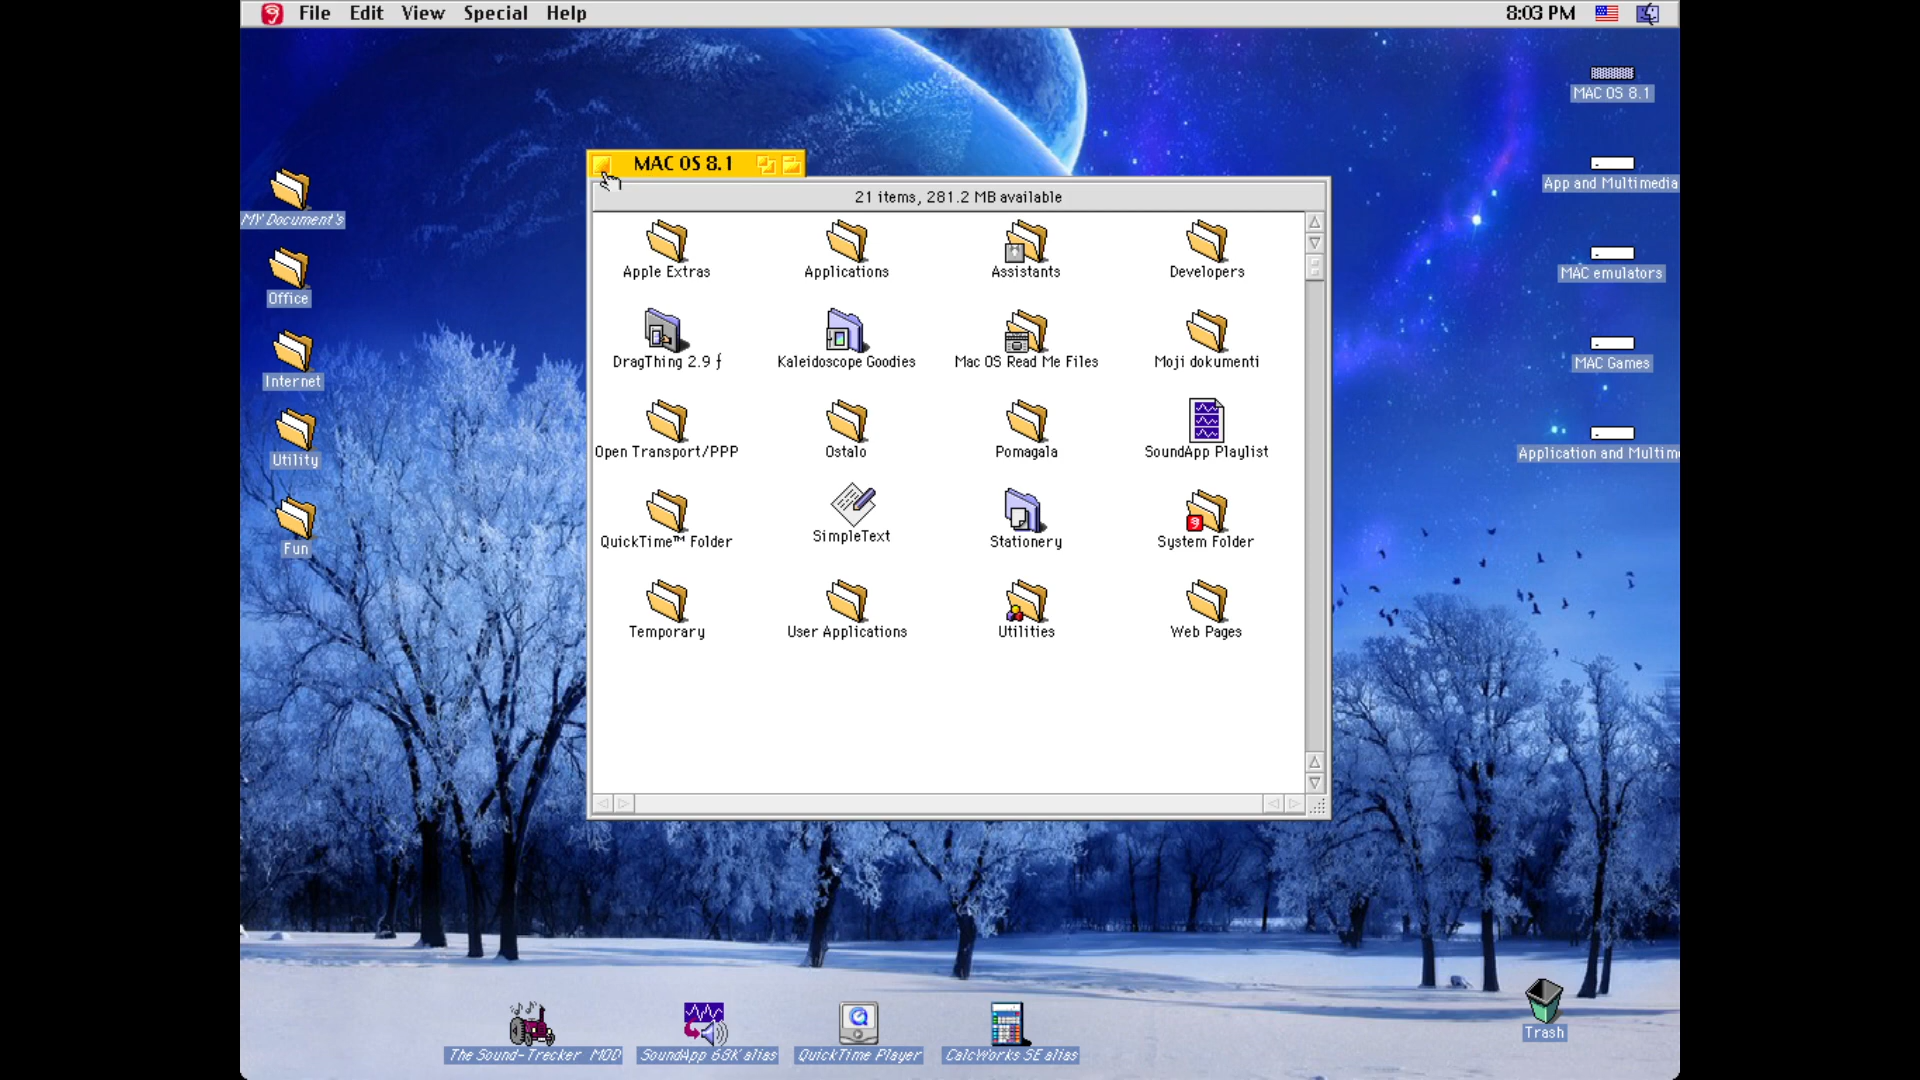 File Edit View Special Help 8:03 PM
MAC OS 8.1
App and Multimedia
MAC emulators
MAC Games
Application and Multime
MY Document's
Office
Internet
Utility
Fun
MAC OS 8.1
21 items, 281.2 MB available
Apple Extras Applications Assistants Developers
DragThing 2.9 ƒ Kaleidoscope Goodies Mac OS Read Me Files Moji dokumenti
Open Transport/PPP Ostalo Pomagala SoundApp Playlist
QuickTime™ Folder SimpleText Stationery System Folder
Temporary User Applications Utilities Web Pages
The Sound-Trecker MOD SoundApp 68K alias QuickTime Player CalcWorks SE alias
Trash